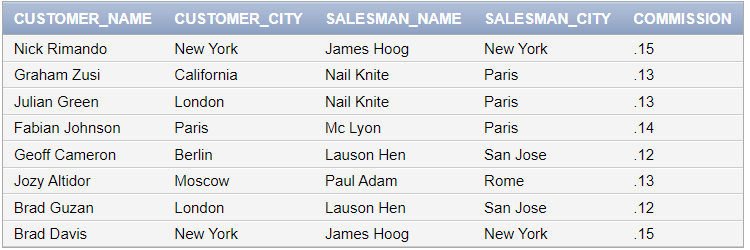 CUSTOMER_NAME CUSTOMER_CITY SALESMAN_NAME SALESMAN_CITY COMMISSION
Nick Rimando New York James Hoog New York .15
Graham Zusi California Nail Knite Paris .13
Julian Green London Nail Knite Paris .13
Fabian Johnson Paris Mc Lyon Paris .14
Geoff Cameron Berlin Lauson Hen San Jose .12
Jozy Altidor Moscow Paul Adam Rome .13
Brad Guzan London Lauson Hen San Jose .12
Brad Davis New York James Hoog New York .15